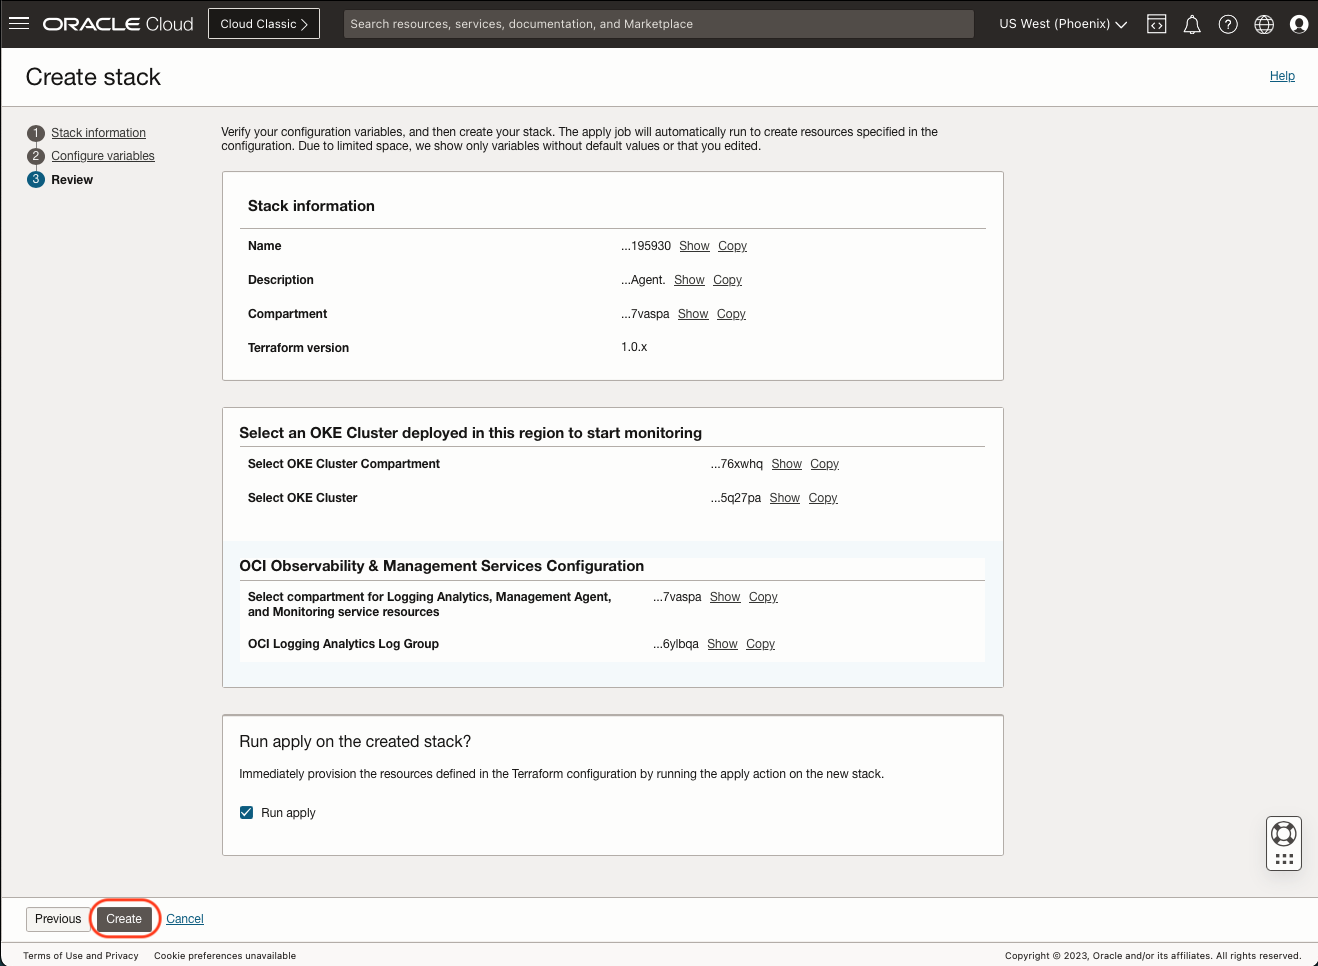 ORACLE Cloud
Cloud Classic
Search resources, services, documentation, and Marketplace
US West (Phoenix)
Create stack
Help
1 Stack information
2 Configure variables
3 Review
Verify your configuration variables, and then create your stack. The apply job will automatically run to create resources specified in the
configuration. Due to limited space, we show only variables without default values or that you edited.
Stack information
Name ...195930 Show Copy
Description ...Agent. Show Copy
Compartment ...7vaspa Show Copy
Terraform version 1.0.x
Select an OKE Cluster deployed in this region to start monitoring
Select OKE Cluster Compartment ...76xwhq Show Copy
Select OKE Cluster ...5q27pa Show Copy
OCI Observability & Management Services Configuration
Select compartment for Logging Analytics, Management Agent, ...7vaspa Show Copy
and Monitoring service resources
OCI Logging Analytics Log Group ...6ylbqa Show Copy
Run apply on the created stack?
Immediately provision the resources defined in the Terraform configuration by running the apply action on the new stack.
Run apply
Previous Create Cancel
Terms of Use and Privacy Cookie preferences unavailable
Copyright © 2023, Oracle and/or its affiliates. All rights reserved.